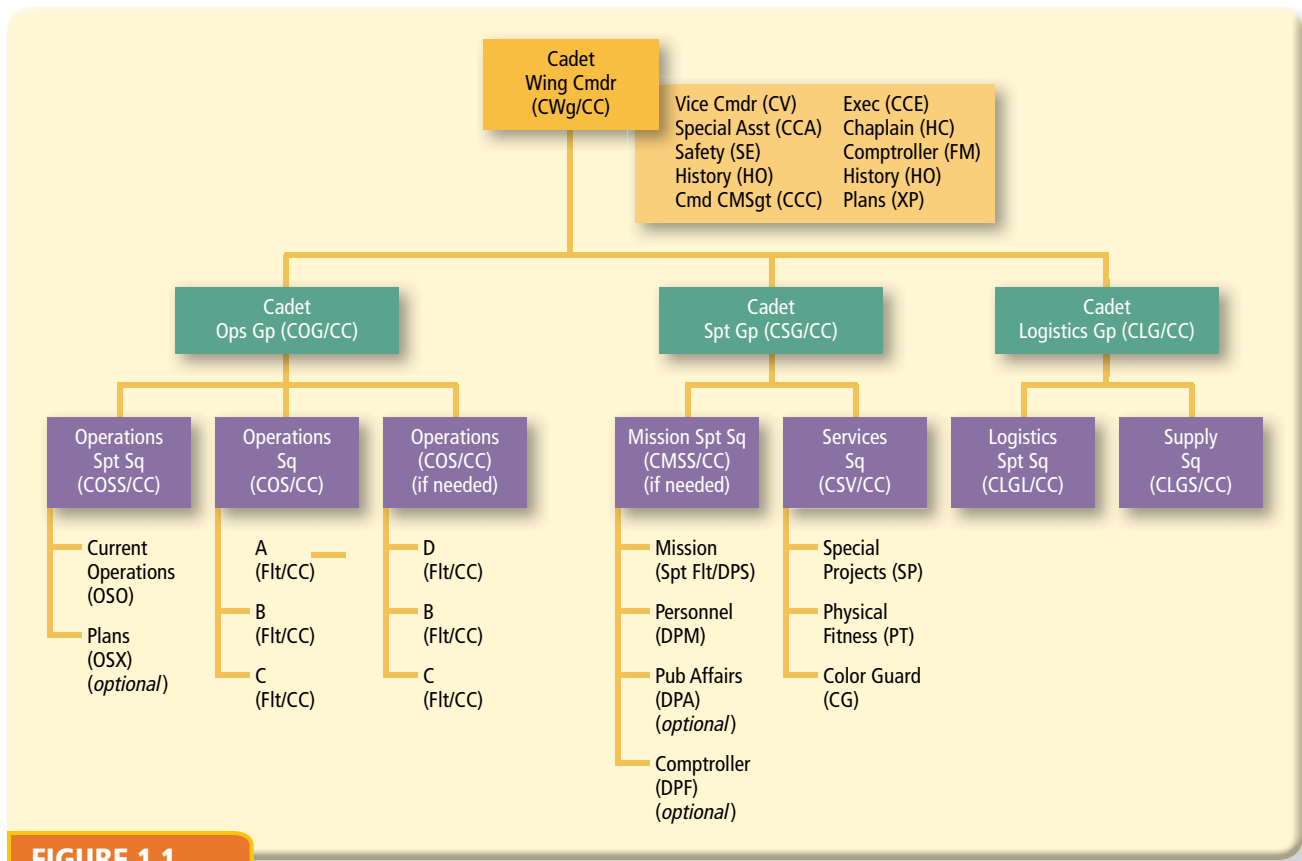 Cadet
Wing Cmdr
(CWg/CC)
Vice Cmdr (CV)
Special Asst (CCA)
Safety (SE)
History (HO)
Cmd CMSgt (CCC)
Exec (CCE)
Chaplain (HC)
Comptroller (FM)
History (HO)
Plans (XP)
Cadet
Ops Gp (COG/CC)
Cadet
Spt Gp (CSG/CC)
Cadet
Logistics Gp (CLG/CC)
Operations
Spt Sq
(COSS/CC)
Operations
Sq
(COS/CC)
Operations
(COS/CC)
(if needed)
Mission Spt Sq
(CMSS/CC)
(if needed)
Services
Sq
(CSV/CC)
Logistics
Spt Sq
(CLGL/CC)
Supply
Sq
(CLGS/CC)
Current
Operations
(OSO)
Plans
(OSX)
(optional)
A
(Flt/CC)
B
(Flt/CC)
C
(Flt/CC)
D
(Flt/CC)
B
(Flt/CC)
C
(Flt/CC)
Mission
(Spt Flt/DPS)
Personnel
(DPM)
Pub Affairs
(DPA)
(optional)
Comptroller
(DPF)
(optional)
Special
Projects (SP)
Physical
Fitness (PT)
Color Guard
(CG)
FIGURE 1.1